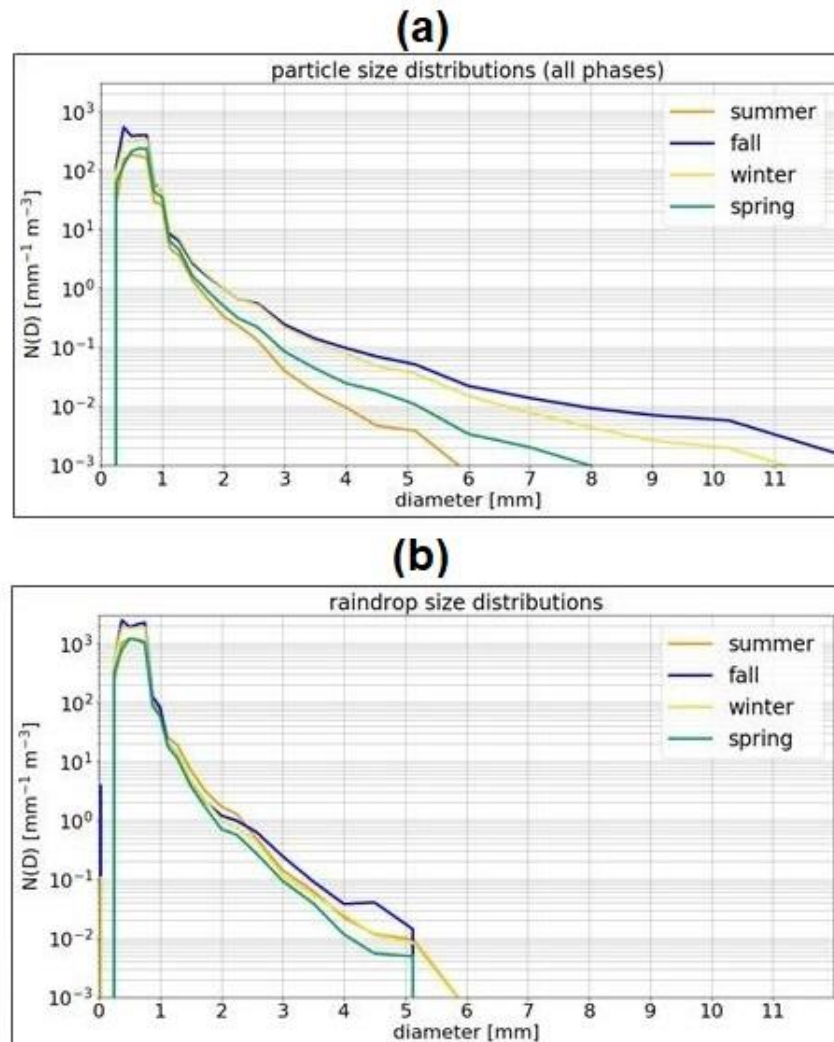 (a)
particle size distributions (all phases)
N(D) [mm⁻¹ m⁻³]
10³
10²
10¹
10⁰
10⁻¹
10⁻²
10⁻³
summer
fall
winter
spring
0 1 2 3 4 5 6 7 8 9 10 11
diameter [mm]
(b)
raindrop size distributions
N(D) [mm⁻¹ m⁻³]
10³
10²
10¹
10⁰
10⁻¹
10⁻²
10⁻³
summer
fall
winter
spring
0 1 2 3 4 5 6 7 8 9 10 11
diameter [mm]